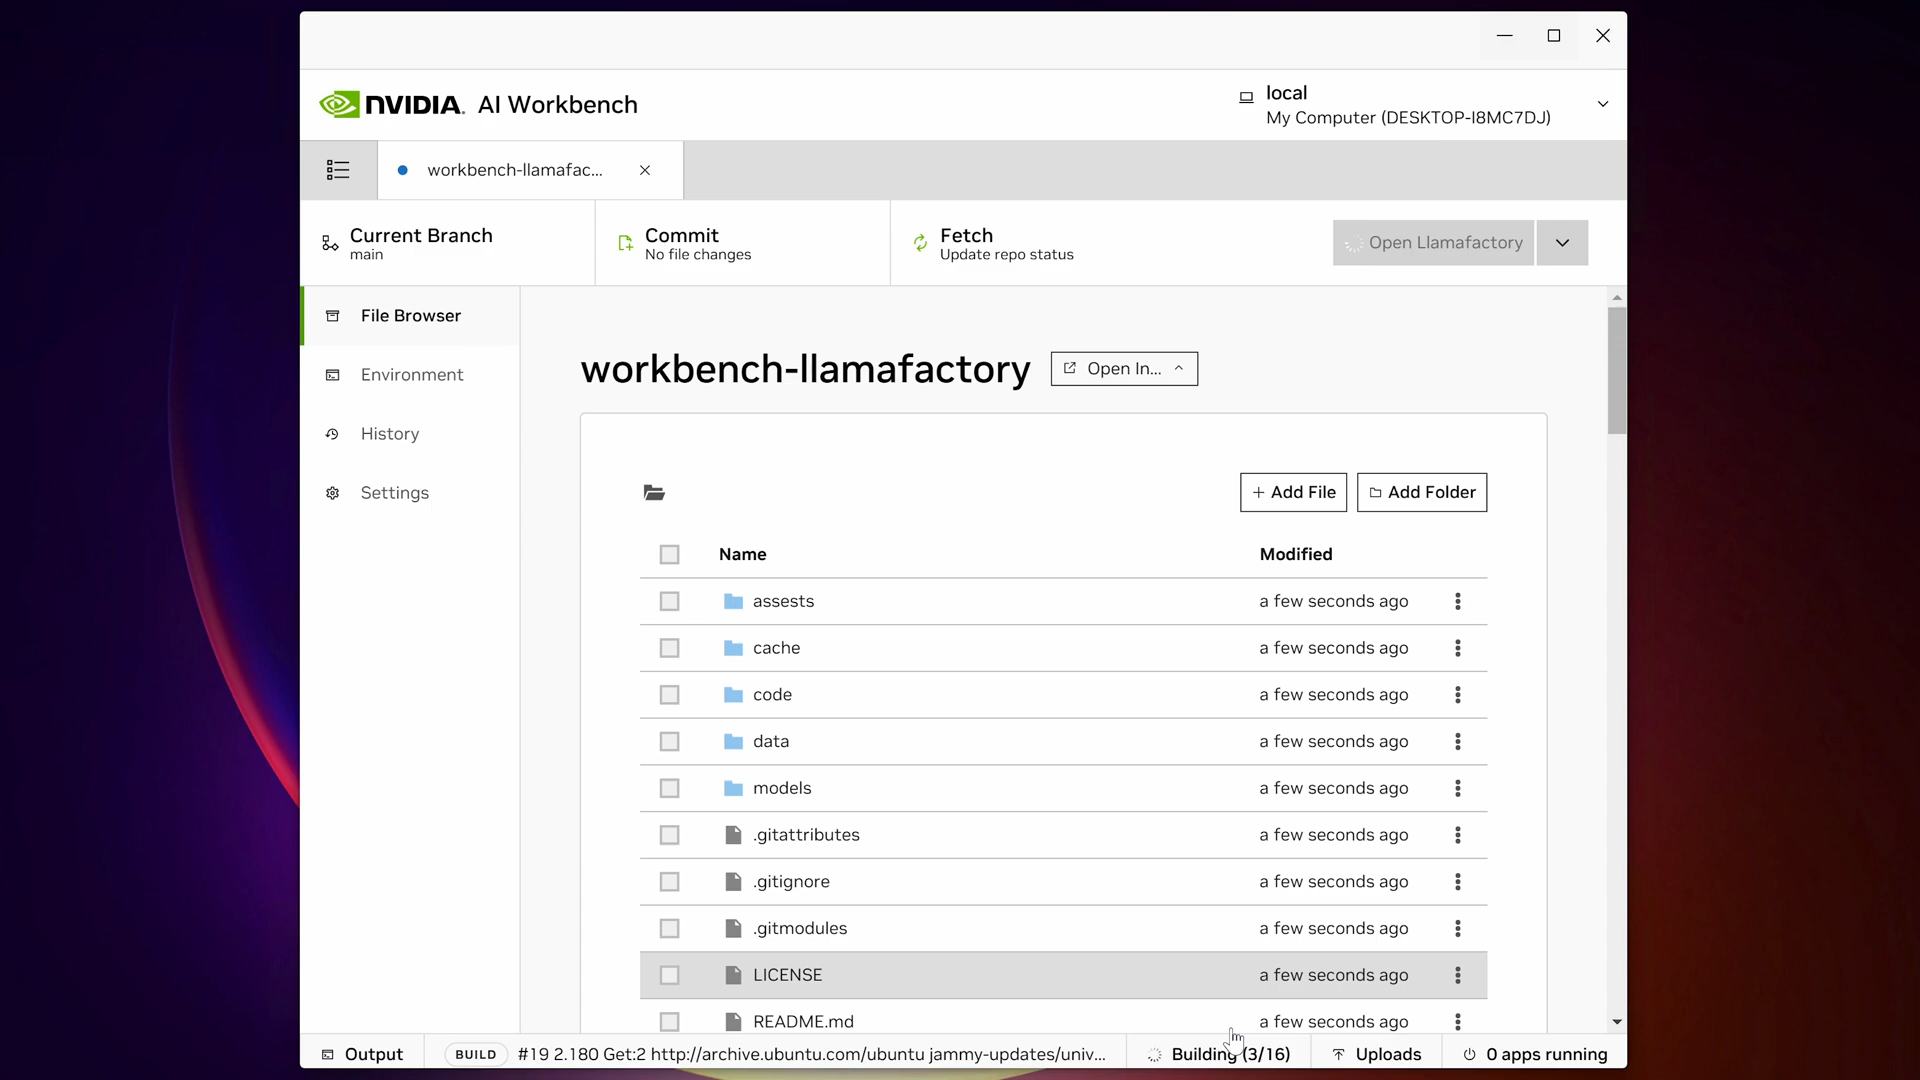 NVIDIA. AI Workbench
local
My Computer (DESKTOP-I8MC7DJ)
workbench-llamafac...
Current Branch
main
Commit
No file changes
Fetch
Update repo status
Open Llamafactory
File Browser
Environment
History
Settings
workbench-llamafactory
Open In...
+ Add File
Add Folder
Name Modified
assests a few seconds ago
cache a few seconds ago
code a few seconds ago
data a few seconds ago
models a few seconds ago
.gitattributes a few seconds ago
.gitignore a few seconds ago
.gitmodules a few seconds ago
LICENSE a few seconds ago
README.md a few seconds ago
Output BUILD #19 2.180 Get:2 http://archive.ubuntu.com/ubuntu jammy-updates/univ... Building (3/16) Uploads 0 apps running